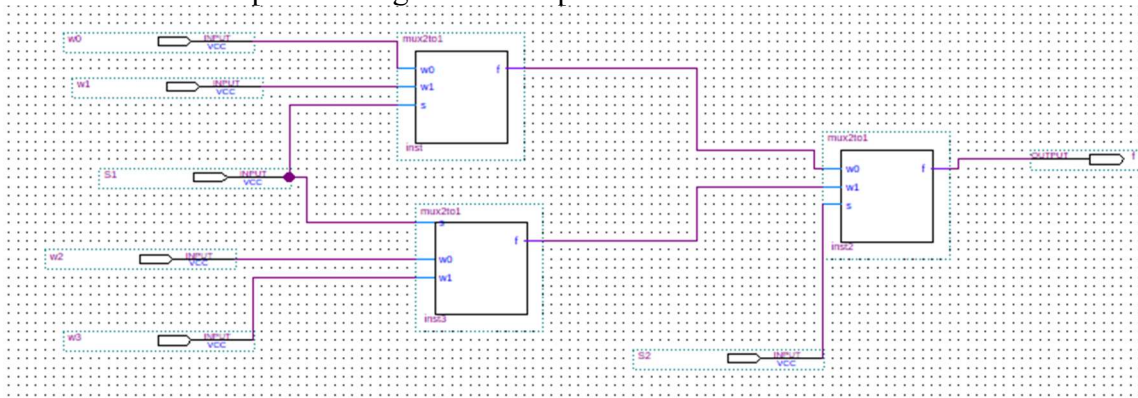 w0 INPUT VCC
mux2to1
w0 f
w1
s
inst
w1 INPUT VCC
S1 INPUT VCC
mux2to1
s
f
w0
w1
inst3
w2 INPUT VCC
w3 INPUT VCC
mux2to1
w0 f
w1
s
inst2
OUTPUT f
S2 INPUT VCC